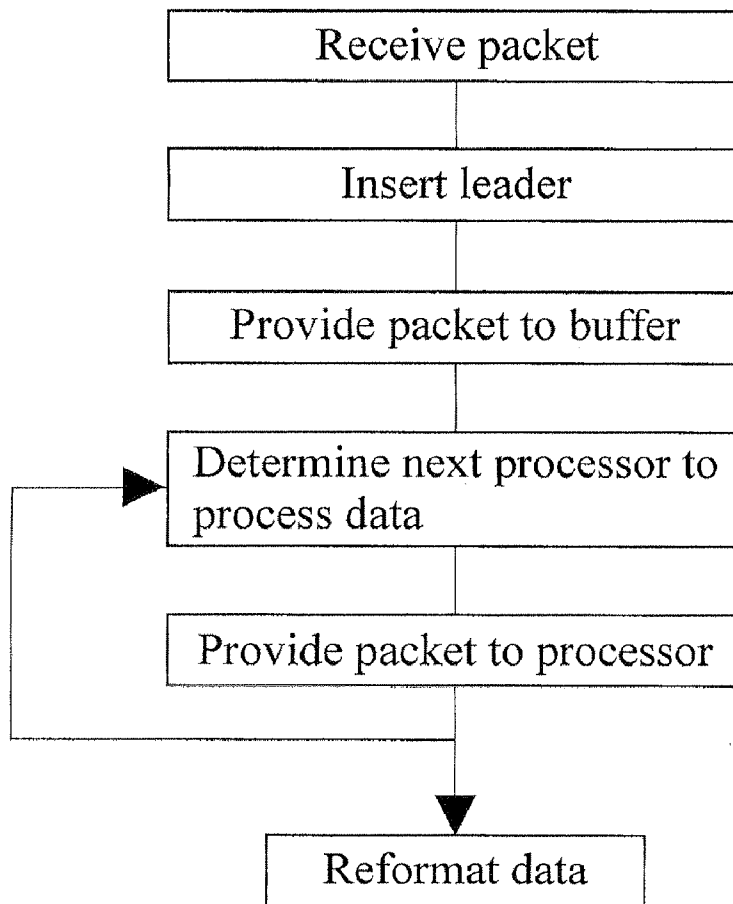 Receive packet
Insert leader
Provide packet to buffer
Determine next processor to
process data
Provide packet to processor
Reformat data